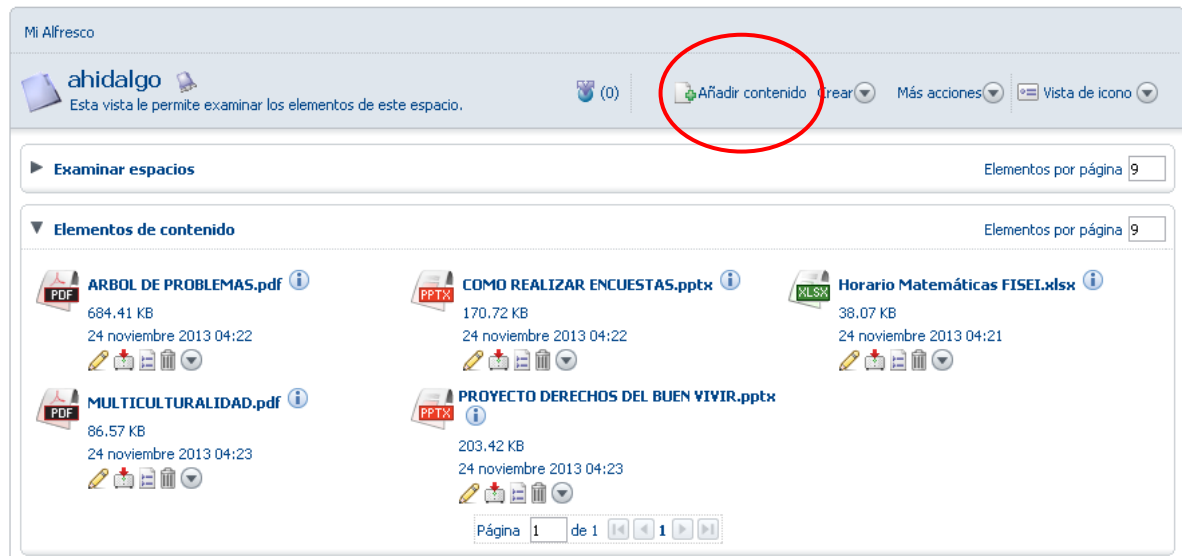 Mi Alfresco
ahidalgo
Esta vista le permite examinar los elementos de este espacio.
(0)
Añadir contenido
Crear
Más acciones
Vista de icono
Examinar espacios
Elementos por página 9
Elementos de contenido
Elementos por página 9
PDF
ARBOL DE PROBLEMAS.pdf
684.41 KB
24 noviembre 2013 04:22
PPTX
COMO REALIZAR ENCUESTAS.pptx
170.72 KB
24 noviembre 2013 04:22
XLSX
Horario Matemáticas FISEI.xlsx
38.07 KB
24 noviembre 2013 04:21
PDF
MULTICULTURALIDAD.pdf
86.57 KB
24 noviembre 2013 04:23
PPTX
PROYECTO DERECHOS DEL BUEN VIVIR.pptx
203.42 KB
24 noviembre 2013 04:23
Página 1 de 1 1